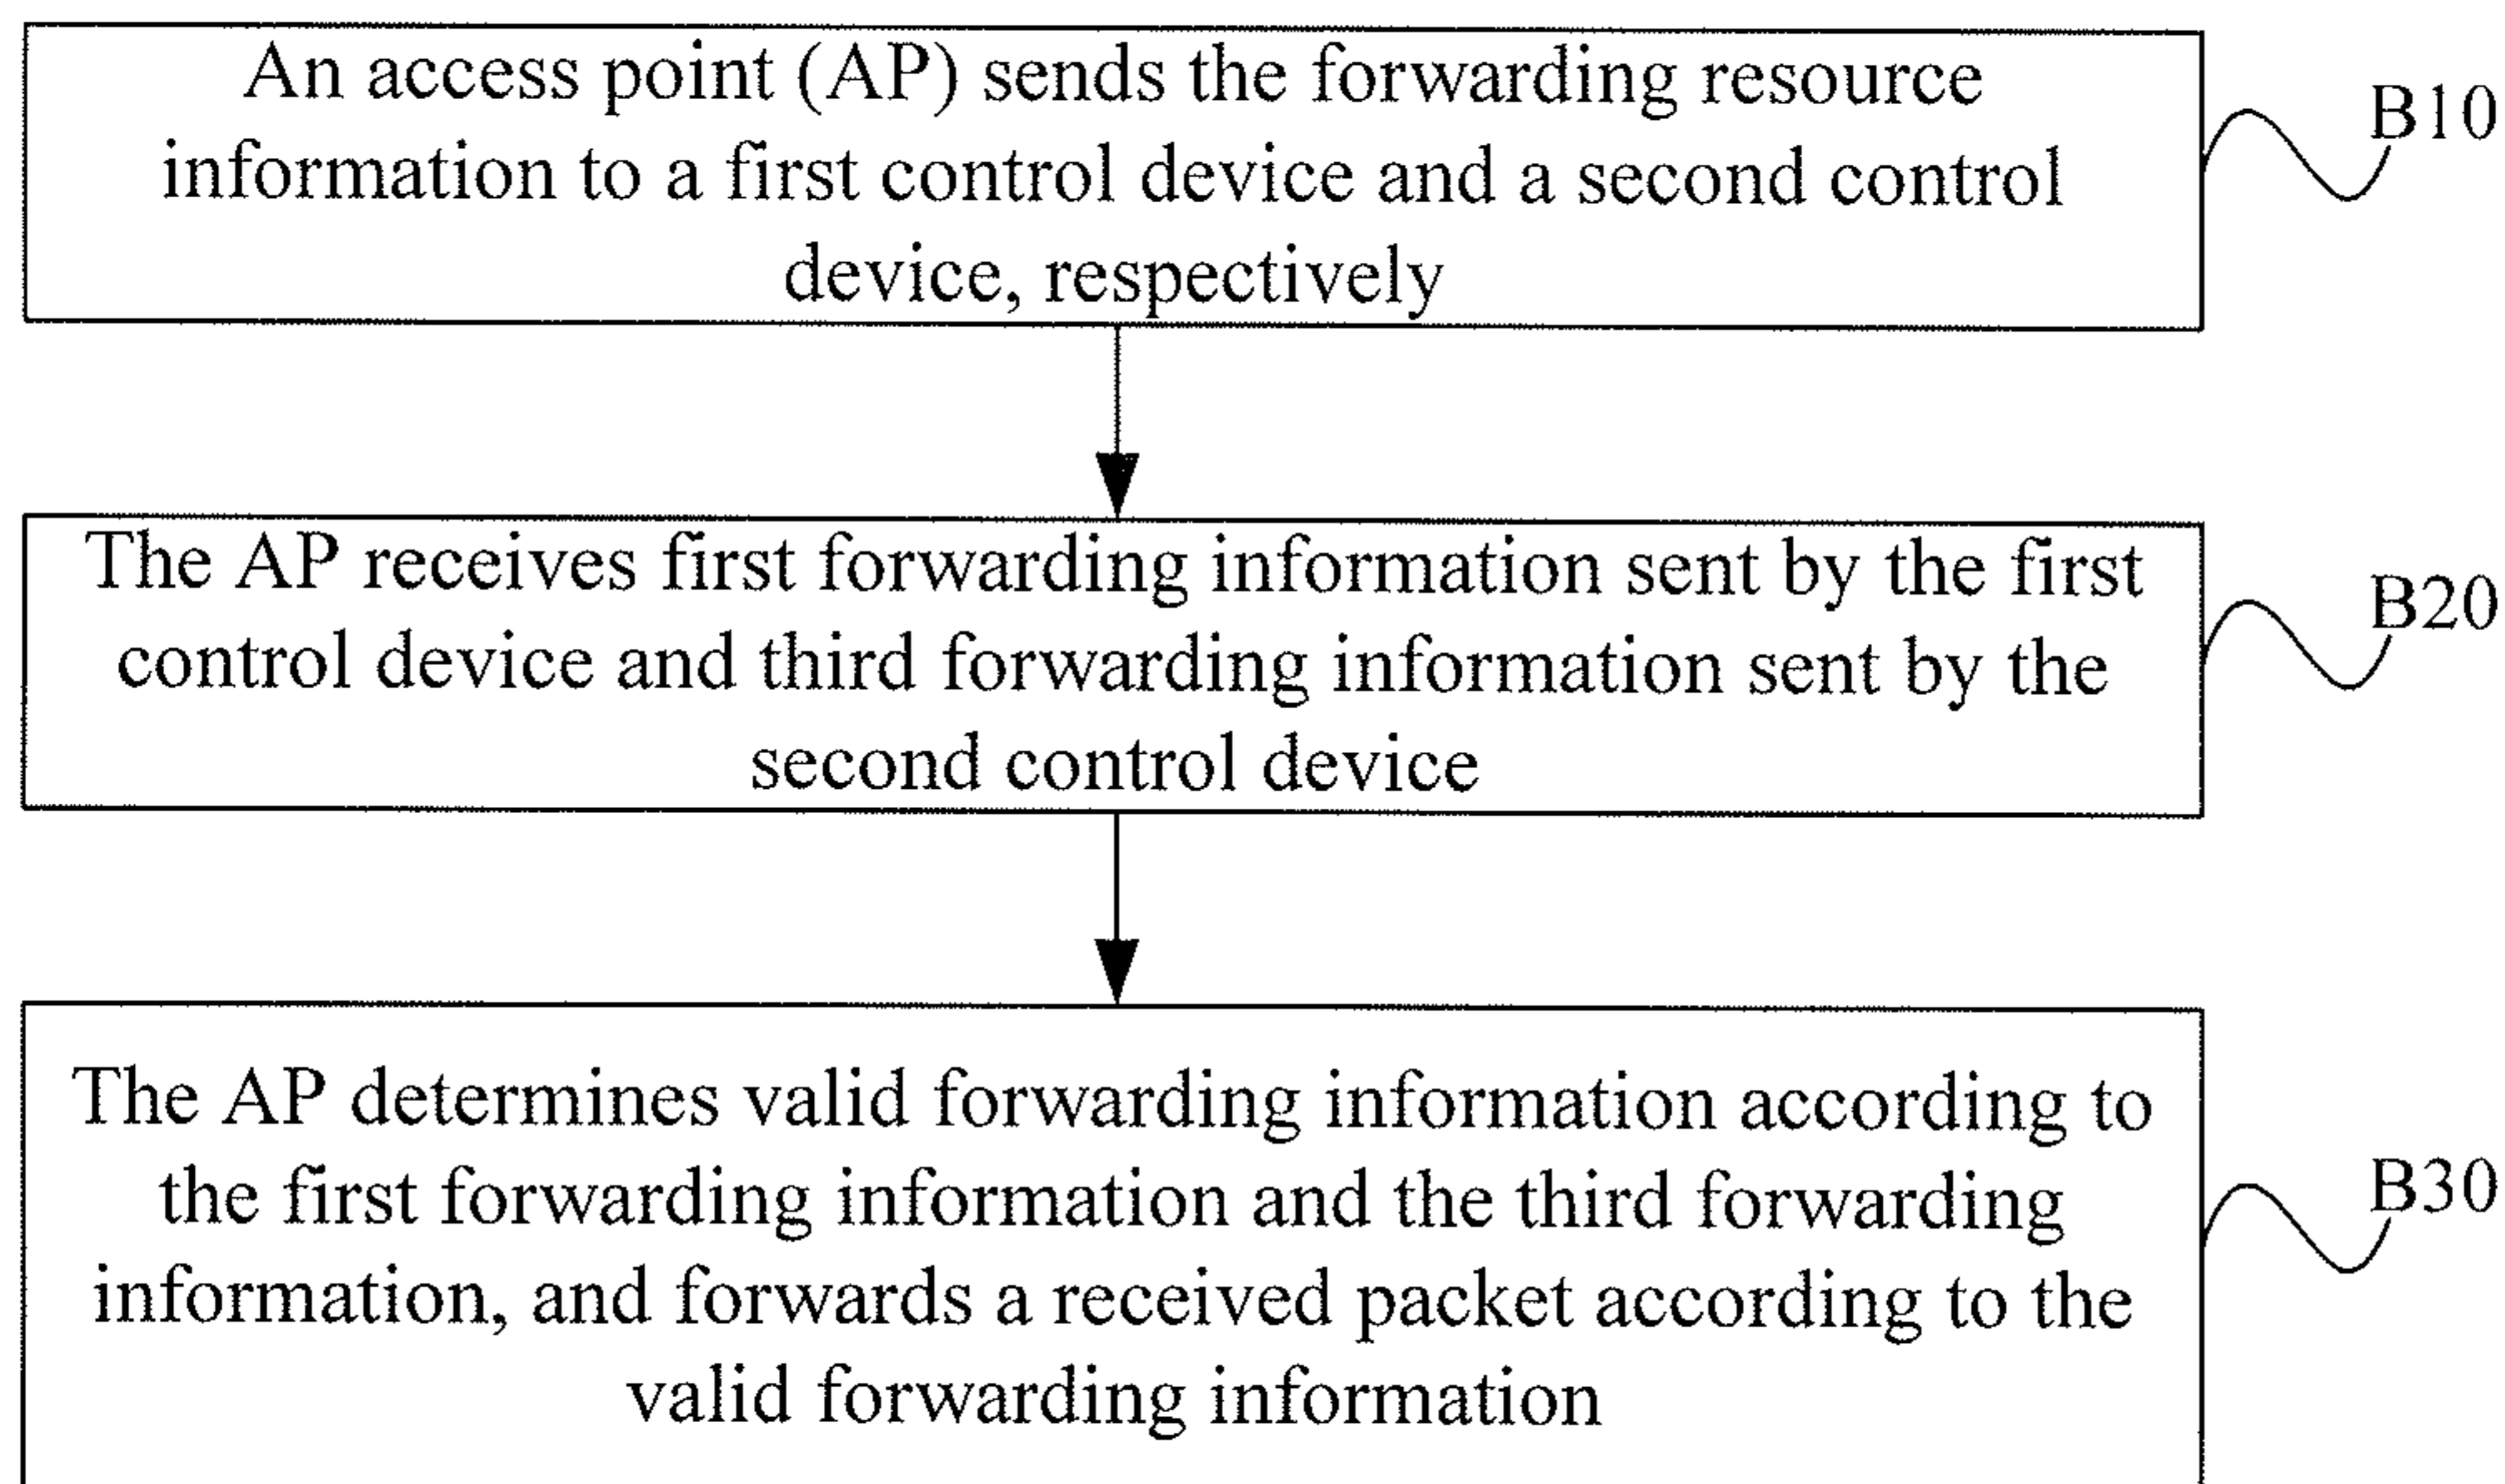 An access point (AP) sends the forwarding resource
information to a first control device and a second control
device, respectively
B10
The AP receives first forwarding information sent by the first
control device and third forwarding information sent by the
second control device
B20
The AP determines valid forwarding information according to
the first forwarding information and the third forwarding
information, and forwards a received packet according to the
valid forwarding information
B30